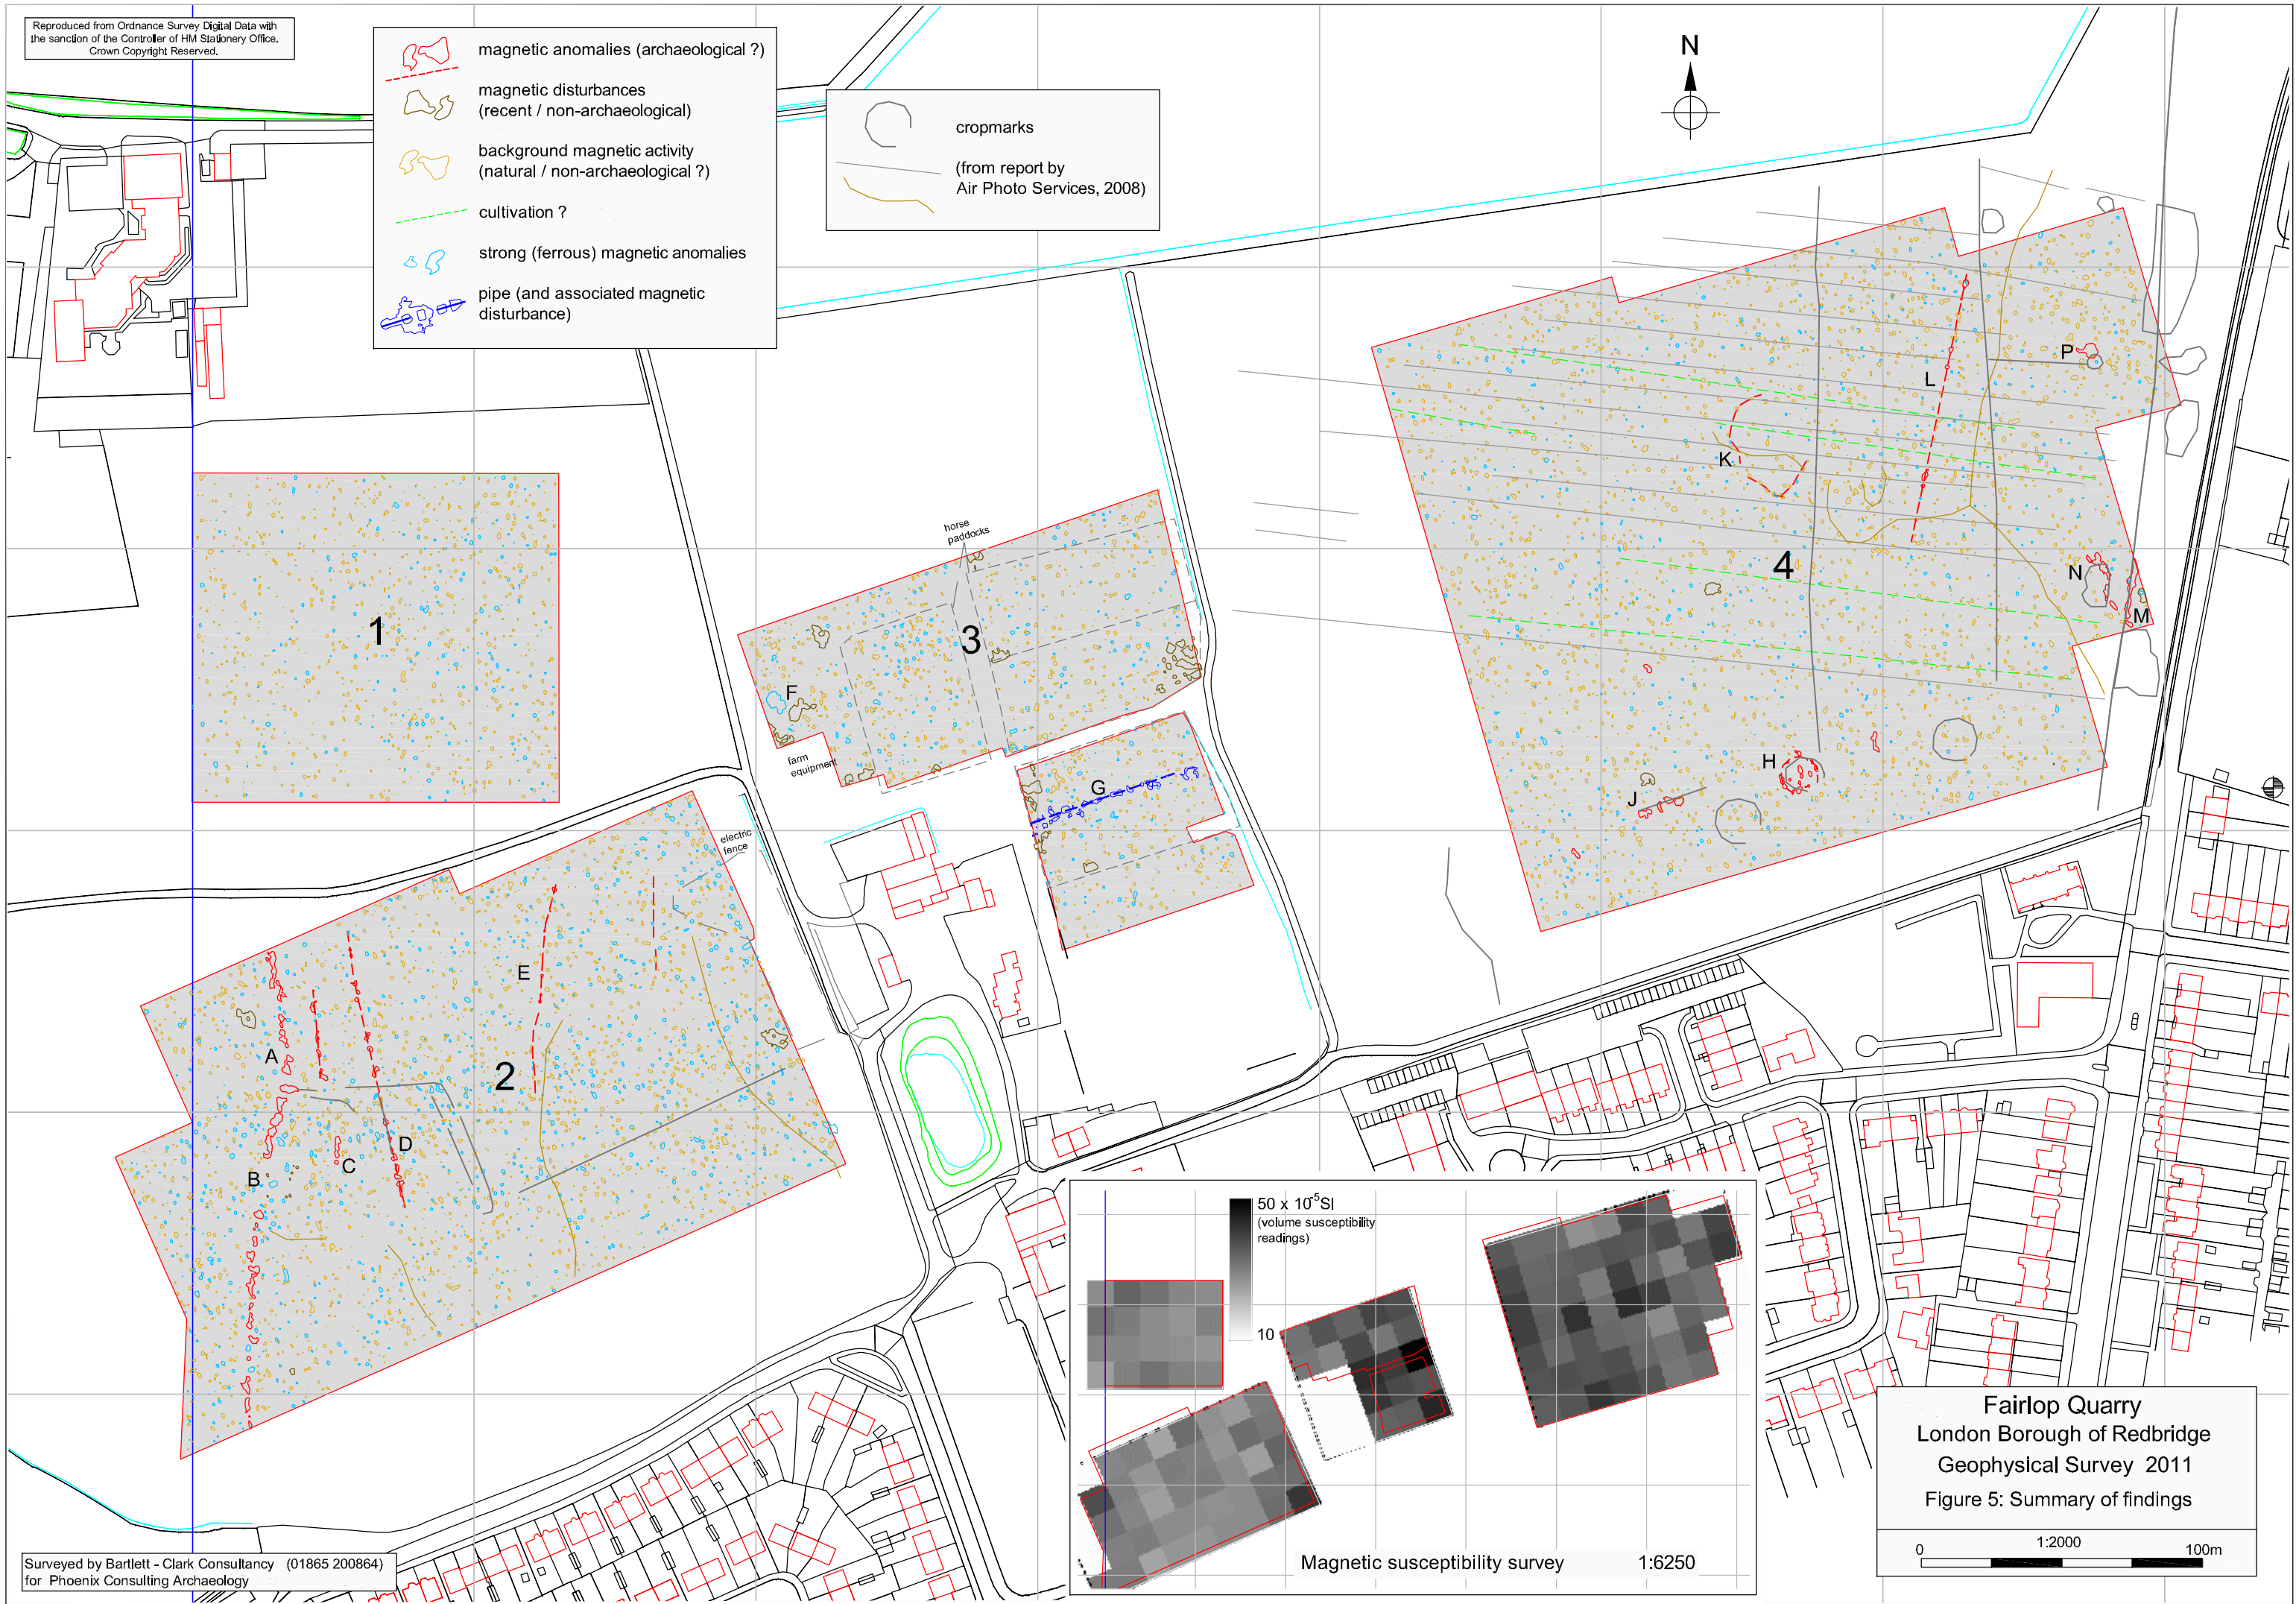 Reproduced from Ordnance Survey Digital Data with
the sanction of the Controller of HM Stationery Office.
Crown Copyright Reserved.
magnetic anomalies (archaeological ?)
magnetic disturbances
(recent / non-archaeological)
background magnetic activity
(natural / non-archaeological ?)
cultivation ?
strong (ferrous) magnetic anomalies
pipe (and associated magnetic
disturbance)
cropmarks
(from report by
Air Photo Services, 2008)
N
P
L
K
4
N
M
H
J
1
horse
paddocks
3
F
farm
equipment
G
electric
fence
E
A
2
D
C
B
50 x 10⁻⁵SI
(volume susceptibility
readings)
10
Magnetic susceptibility survey 1:6250
Fairlop Quarry
London Borough of Redbridge
Geophysical Survey 2011
Figure 5: Summary of findings
1:2000
0 100m
Surveyed by Bartlett - Clark Consultancy (01865 200864)
for Phoenix Consulting Archaeology